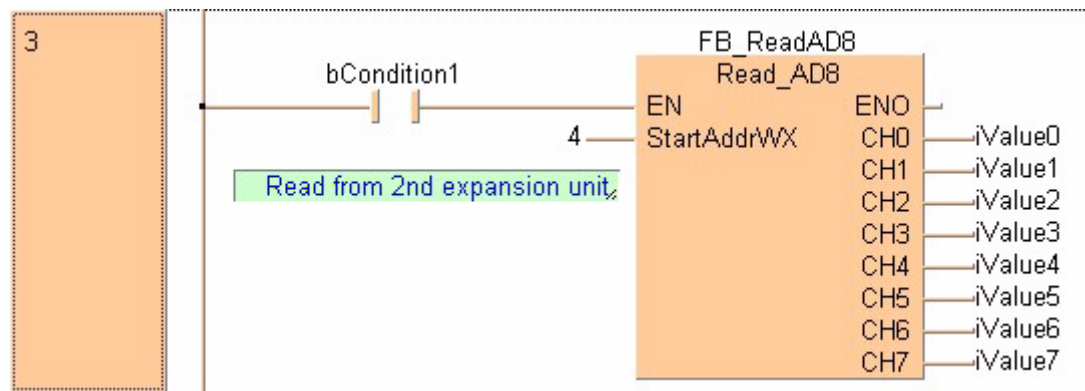 3
FB_ReadAD8
bCondition1
Read_AD8
EN ENO
4 StartAddrWX CH0 iValue0
CH1 iValue1
Read from 2nd expansion unit
CH2 iValue2
CH3 iValue3
CH4 iValue4
CH5 iValue5
CH6 iValue6
CH7 iValue7